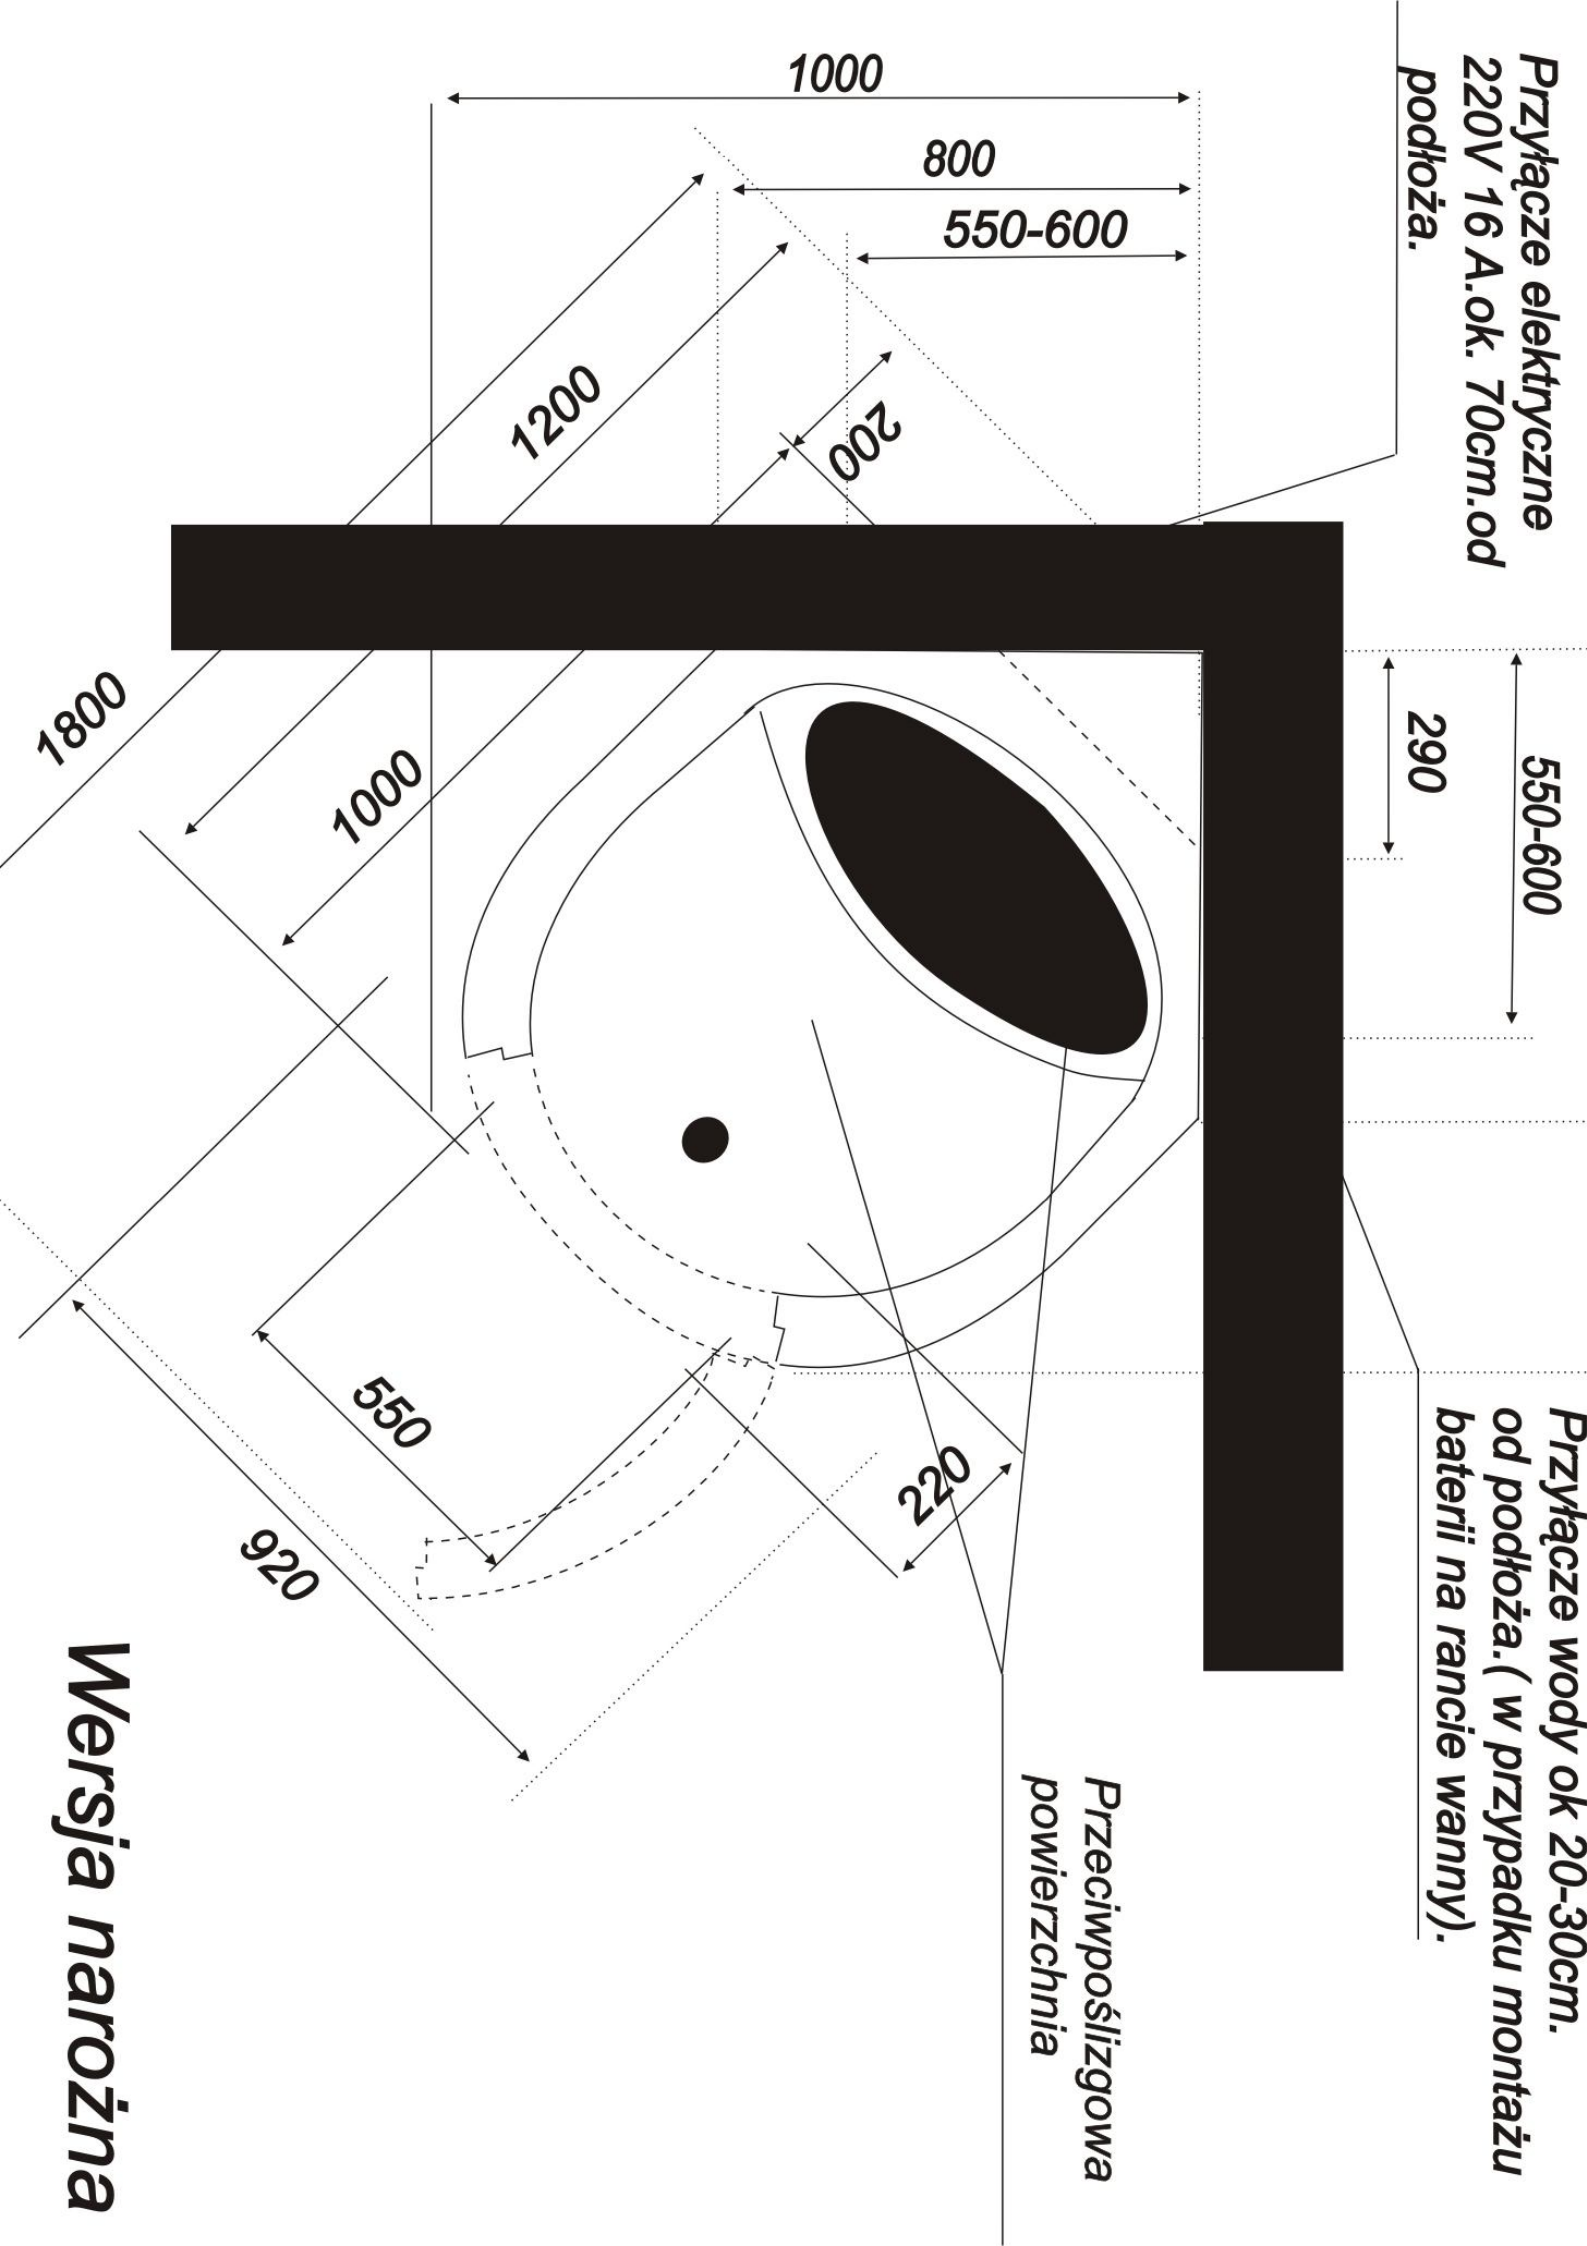 Przyłącze elektryczne
220V 16 A.ok. 70cm.od
podłoża.
Przyłącze wody ok 20-30cm.
od podłoża.( w przypadku montażu
baterii na rancie wanny).
550-600
290
1000
800
550-600
200
1200
1000
1800
220
550
920
Przeciwpoślizgowa
powierzchnia
Wersja narożna